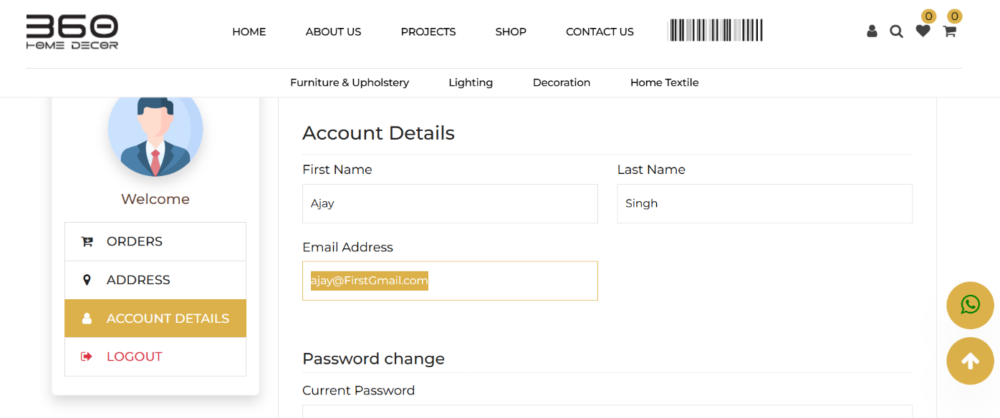 360
HOME DECOR
HOME ABOUT US PROJECTS SHOP CONTACT US
0 0
Furniture & Upholstery Lighting Decoration Home Textile
Welcome
ORDERS
ADDRESS
ACCOUNT DETAILS
LOGOUT
Account Details
First Name Last Name
Ajay Singh
Email Address
ajay@FirstGmail.com
Password change
Current Password